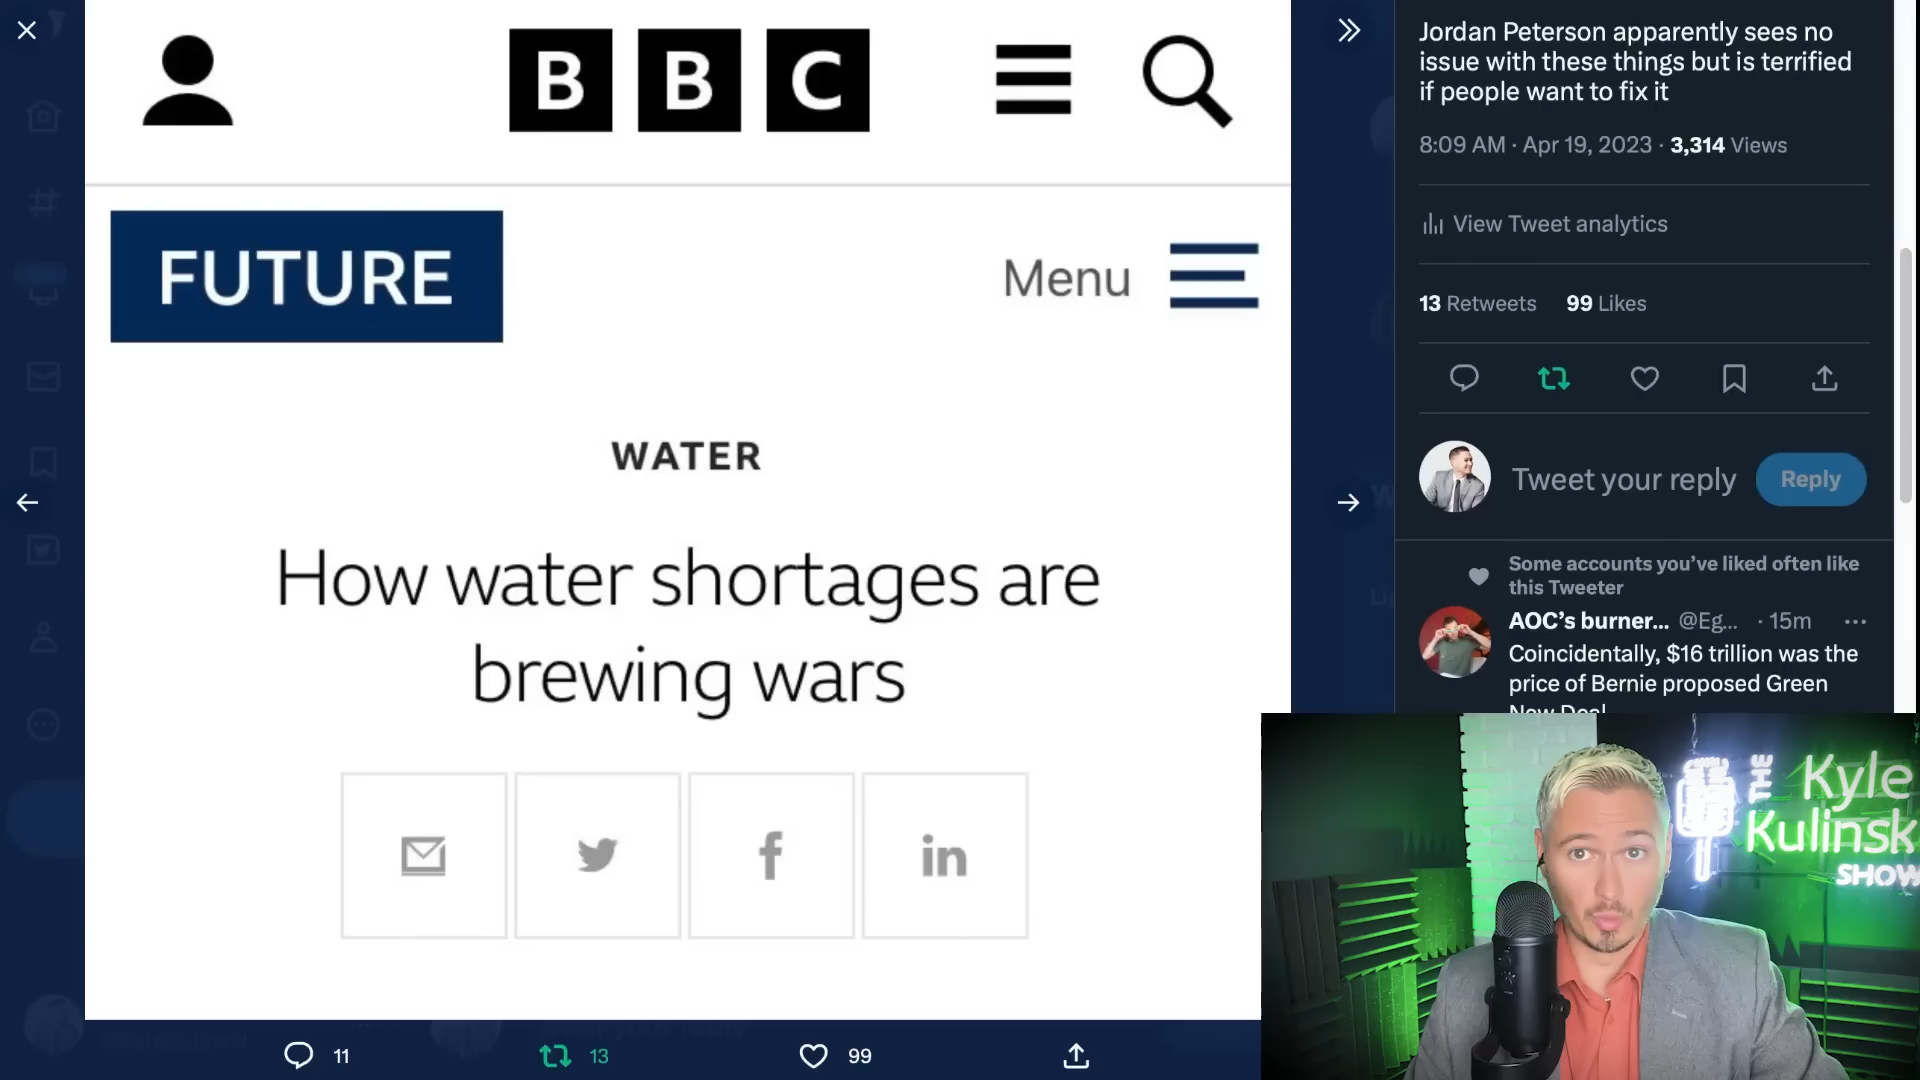 BBC
FUTURE
Menu
WATER
How water shortages are
brewing wars
in
11
13
99
Jordan Peterson apparently sees no
issue with these things but is terrified
if people want to fix it
8:09 AM · Apr 19, 2023 · 3,314 Views
View Tweet analytics
13 Retweets 99 Likes
Tweet your reply
Reply
Some accounts you've liked often like
this Tweeter
AOC's burner... @Eg... · 15m
Coincidentally, $16 trillion was the
price of Bernie proposed Green
New Deal
THE
Kyle
Kulinsk
SHOW